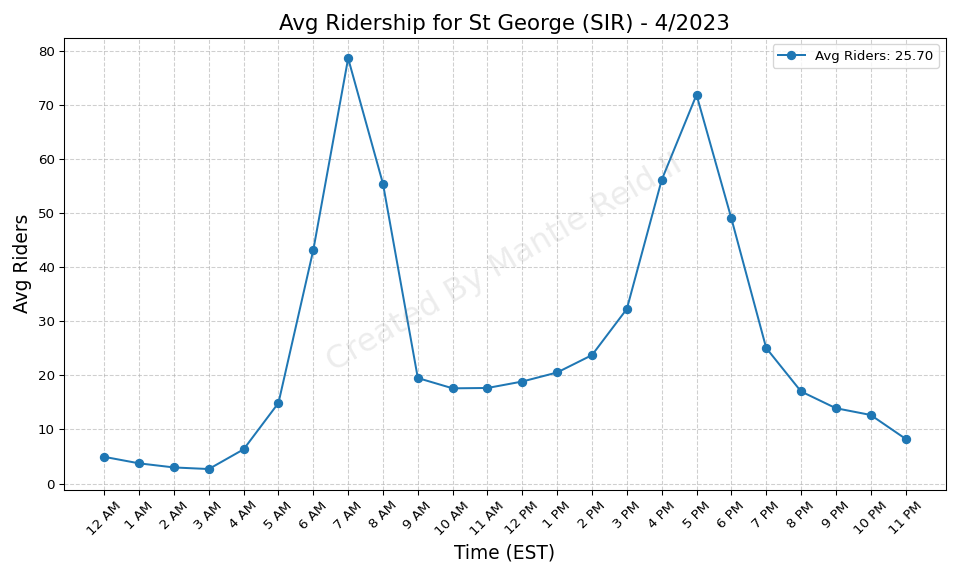 Avg Ridership for St George (SIR) - 4/2023
Avg Riders: 25.70
80
70
60
50
40
30
20
10
0
Avg Riders
Created By Mantie Reid II
12 AM
1 AM
2 AM
3 AM
4 AM
5 AM
6 AM
7 AM
8 AM
9 AM
10 AM
11 AM
12 PM
1 PM
2 PM
3 PM
4 PM
5 PM
6 PM
7 PM
8 PM
9 PM
10 PM
11 PM
Time (EST)